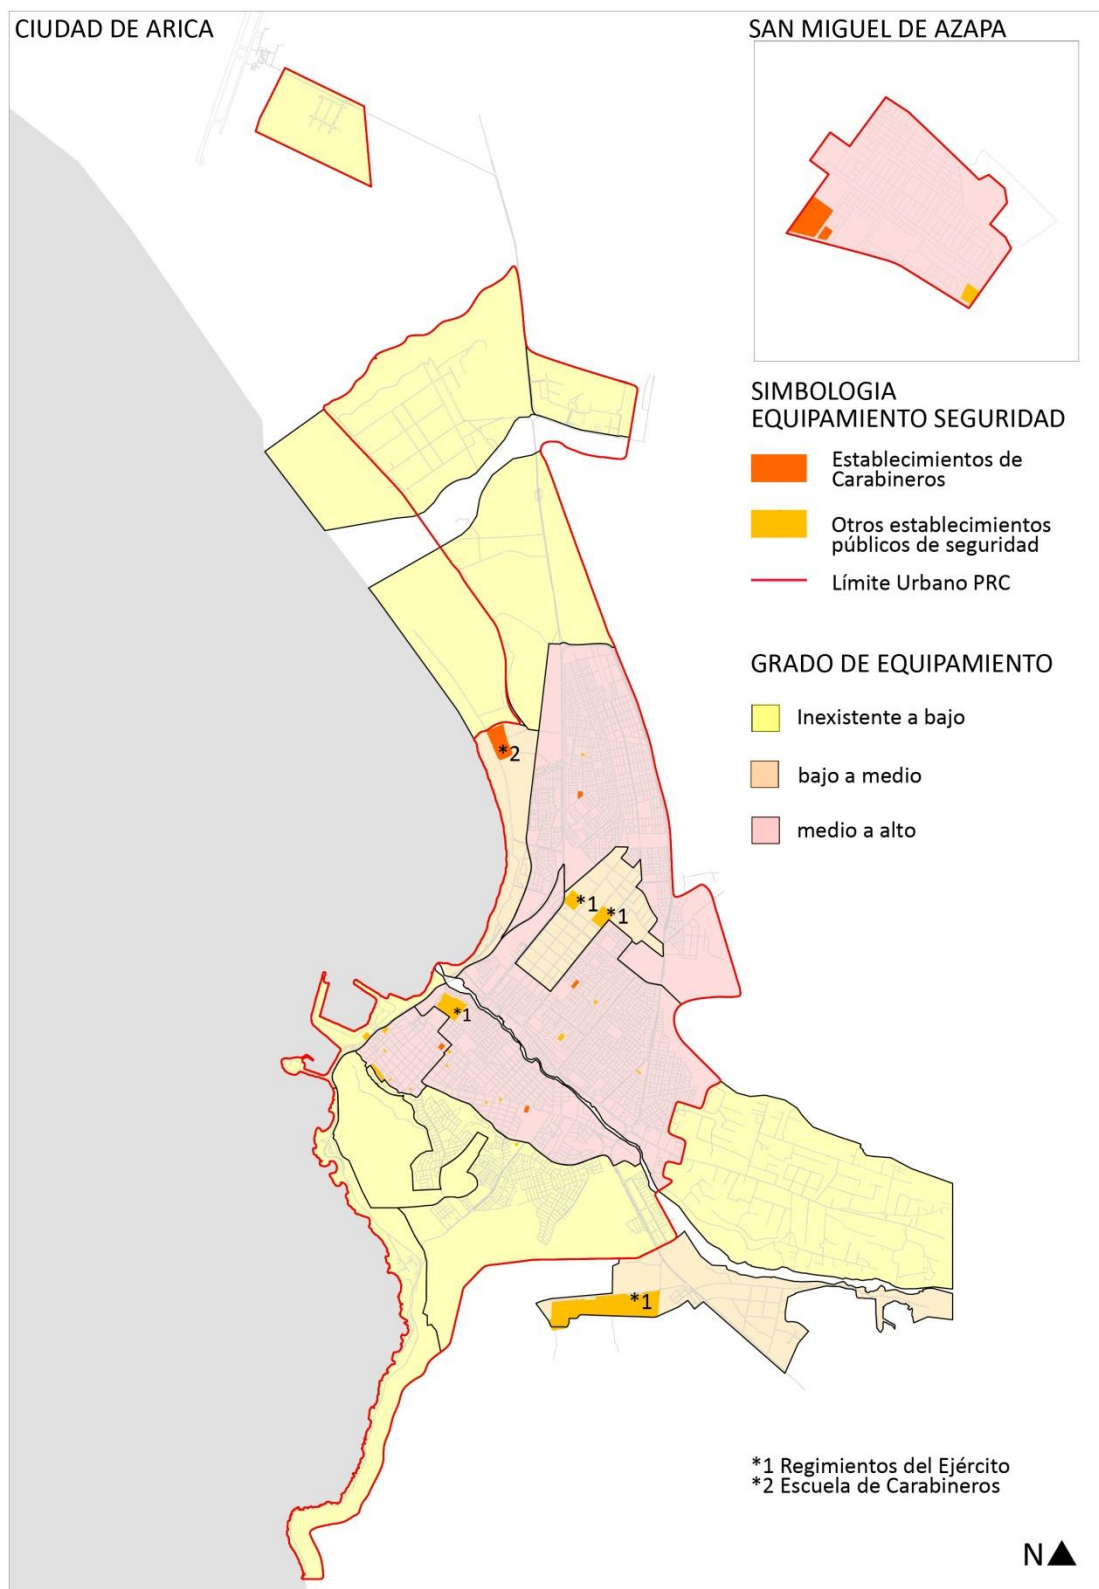 CIUDAD DE ARICA
SAN MIGUEL DE AZAPA
SIMBOLOGIA
EQUIPAMIENTO SEGURIDAD
Establecimientos de
Carabineros
Otros establecimientos
públicos de seguridad
Límite Urbano PRC
GRADO DE EQUIPAMIENTO
Inexistente a bajo
bajo a medio
medio a alto
*2
*1
*1
*1
*1
*1 Regimientos del Ejército
*2 Escuela de Carabineros
N